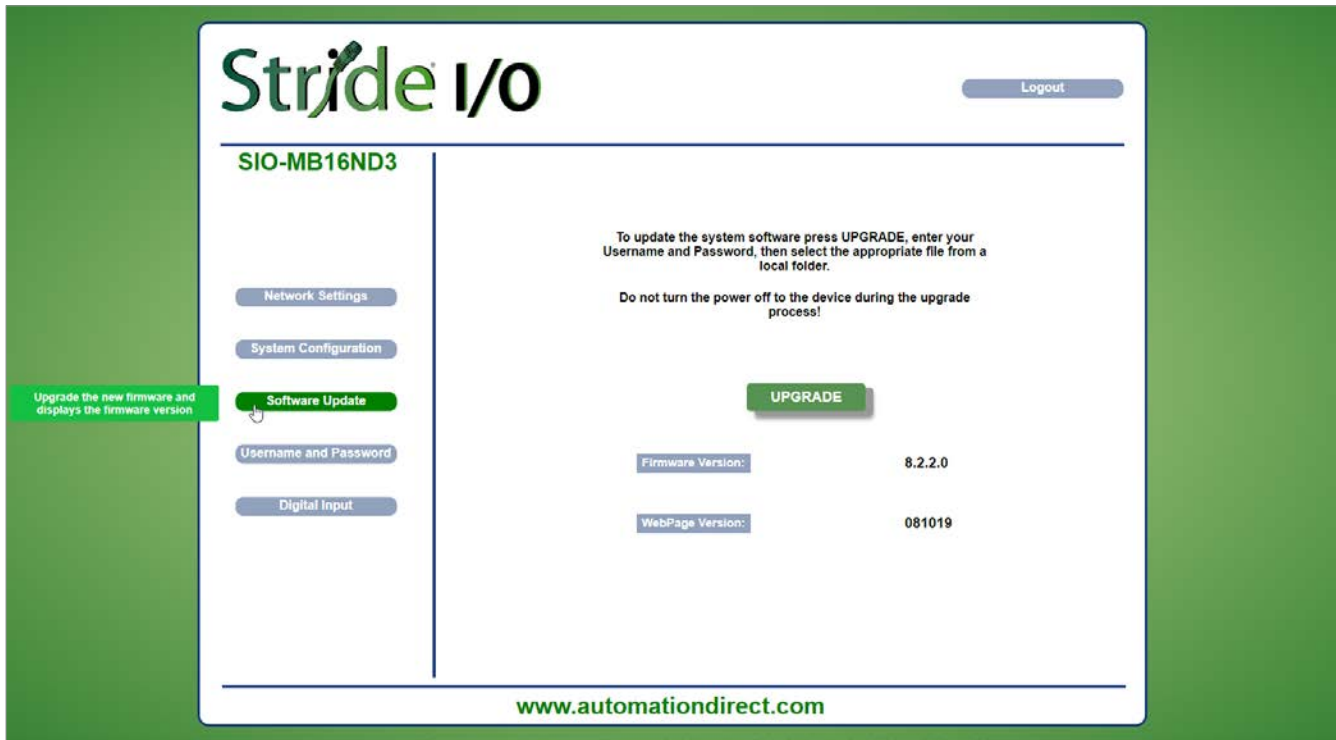 Stride I/O
Logout
SIO-MB16ND3
To update the system software press UPGRADE, enter your
Username and Password, then select the appropriate file from a
local folder.
Do not turn the power off to the device during the upgrade
process!
Network Settings
System Configuration
Upgrade the new firmware and
displays the firmware version
Software Update
UPGRADE
Username and Password
Firmware Version: 8.2.2.0
Digital Input
WebPage Version: 081019
www.automationdirect.com